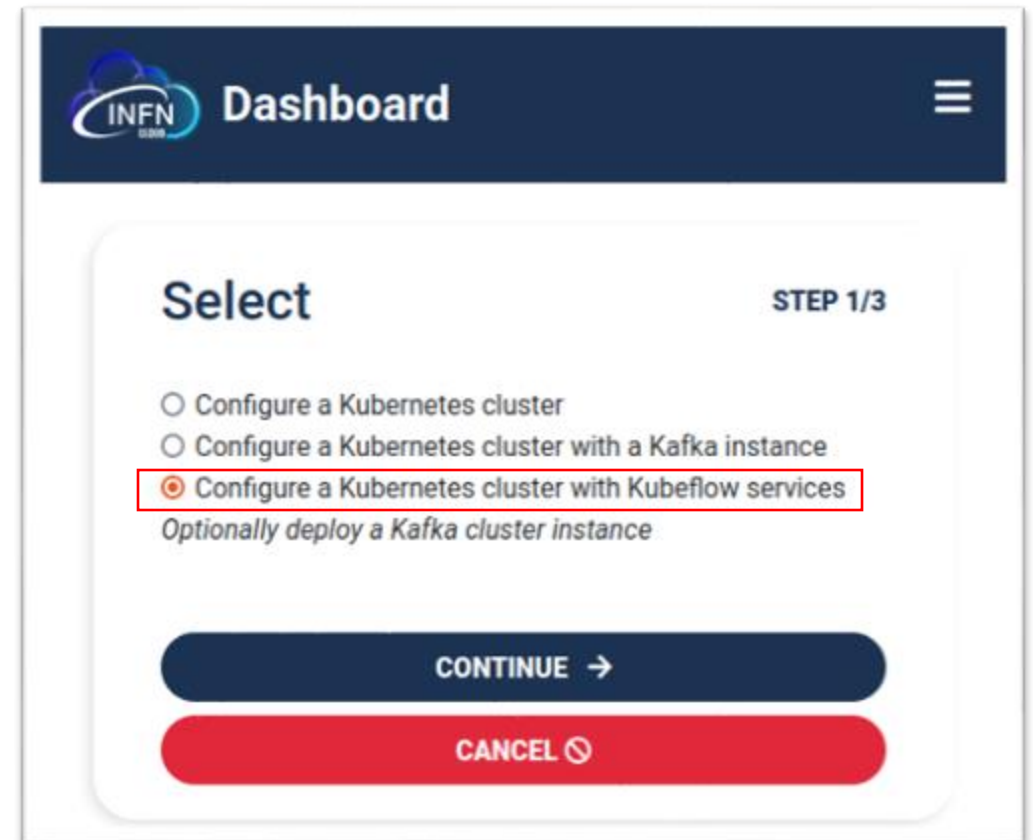 INFN
CLOUD
Dashboard
Select
STEP 1/3
Configure a Kubernetes cluster
Configure a Kubernetes cluster with a Kafka instance
Configure a Kubernetes cluster with Kubeflow services
Optionally deploy a Kafka cluster instance
CONTINUE →
CANCEL